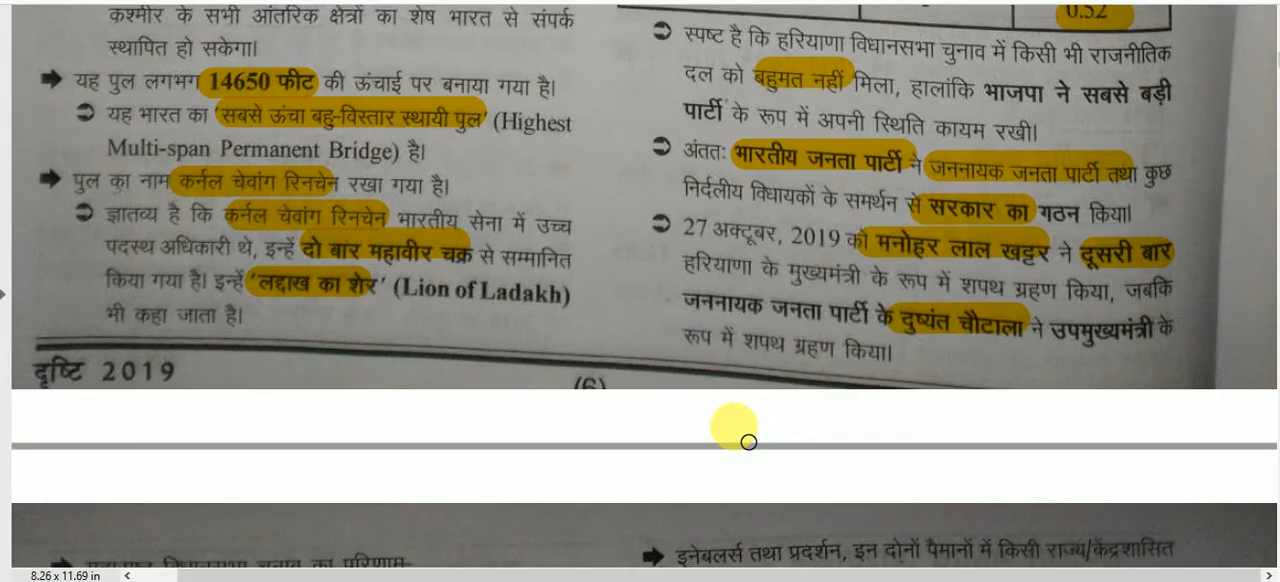 कश्मीर के सभी आंतरिक क्षेत्रों का शेष भारत से संपर्क
स्थापित हो सकेगा।
यह पुल लगभग 14650 फीट की ऊंचाई पर बनाया गया है।
यह भारत का 'सबसे ऊंचा बहु-विस्तार स्थायी पुल' (Highest
Multi-span Permanent Bridge) है।
पुल का नाम कर्नल चेवांग रिनचेन रखा गया है।
ज्ञातव्य है कि कर्नल चेवांग रिनचेन भारतीय सेना में उच्च
पदस्थ अधिकारी थे, इन्हें दो बार महावीर चक्र से सम्मानित
किया गया है। इन्हें 'लद्दाख का शेर' (Lion of Ladakh)
भी कहा जाता है।
दृष्टि 2019
(6)
0.52
स्पष्ट है कि हरियाणा विधानसभा चुनाव में किसी भी राजनीतिक
दल को बहुमत नहीं मिला, हालांकि भाजपा ने सबसे बड़ी
पार्टी के रूप में अपनी स्थिति कायम रखी।
अंततः भारतीय जनता पार्टी ने जननायक जनता पार्टी तथा कुछ
निर्दलीय विधायकों के समर्थन से सरकार का गठन किया।
27 अक्टूबर, 2019 को मनोहर लाल खट्टर ने दूसरी बार
हरियाणा के मुख्यमंत्री के रूप में शपथ ग्रहण किया, जबकि
जननायक जनता पार्टी के दुष्यंत चौटाला ने उपमुख्यमंत्री के
रूप में शपथ ग्रहण किया।
विधानसभा चुनाव का परिणाम-
इनेबलर्स तथा प्रदर्शन, इन दोनों पैमानों में किसी राज्य/केंद्रशासित
8.26 x 11.69 in